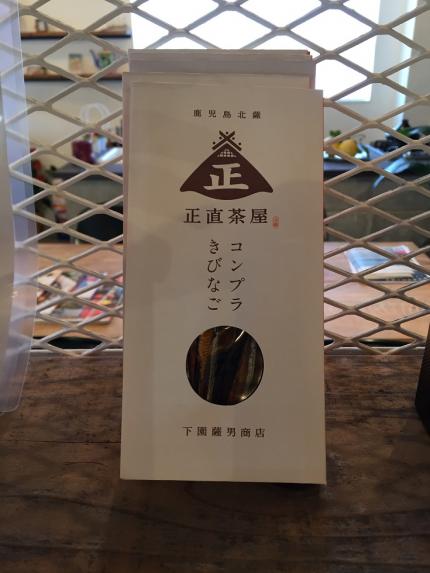 鹿児島北薩
正
正直茶屋
コンプラ
きびなご
下園薩男商店